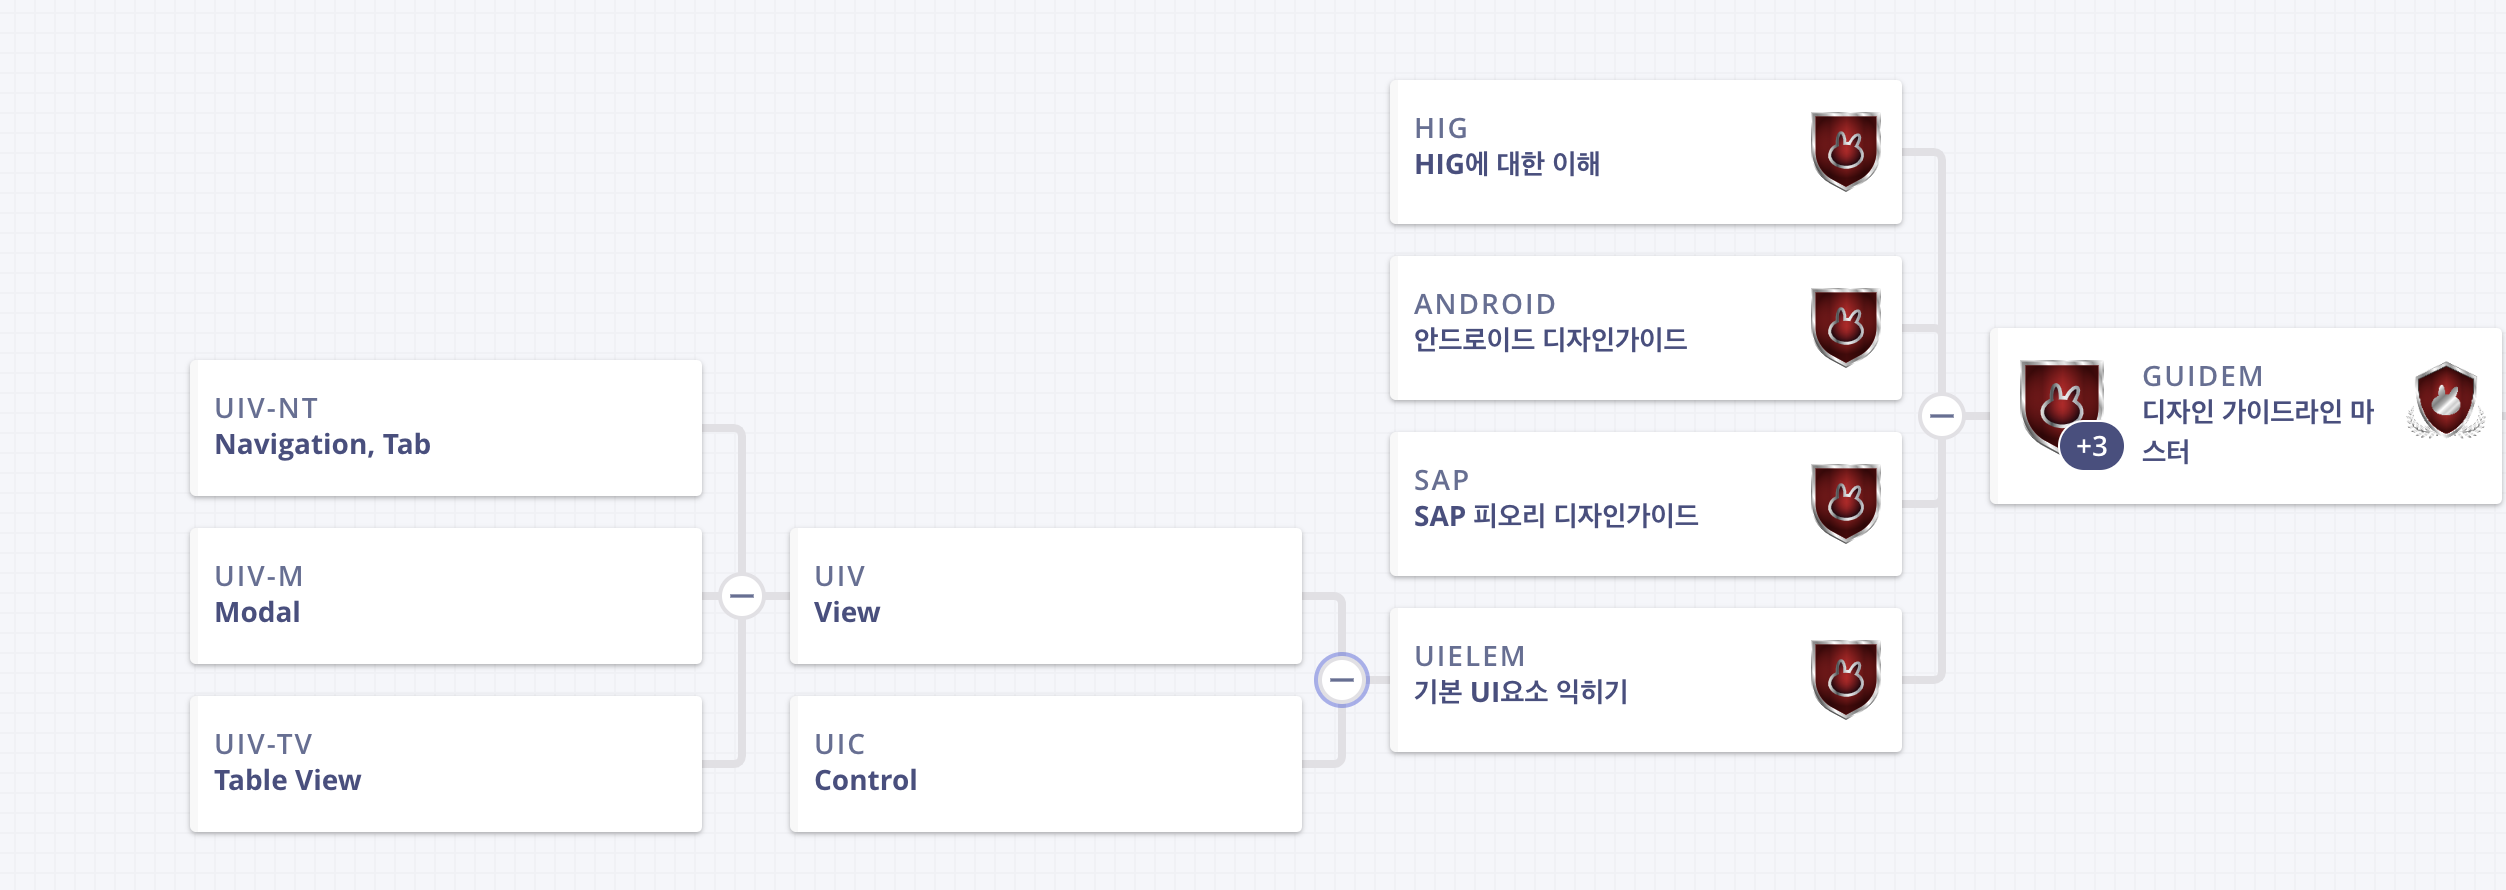 HIG
HIG에 대한 이해
ANDROID
안드로이드 디자인가이드
UIV-NT
Navigation, Tab
GUIDEM
디자인 가이드라인 마
스터
+3
SAP
SAP 피오리 디자인가이드
UIV-M
Modal
UIV
View
UIELEM
기본 UI요소 익히기
UIV-TV
Table View
UIC
Control